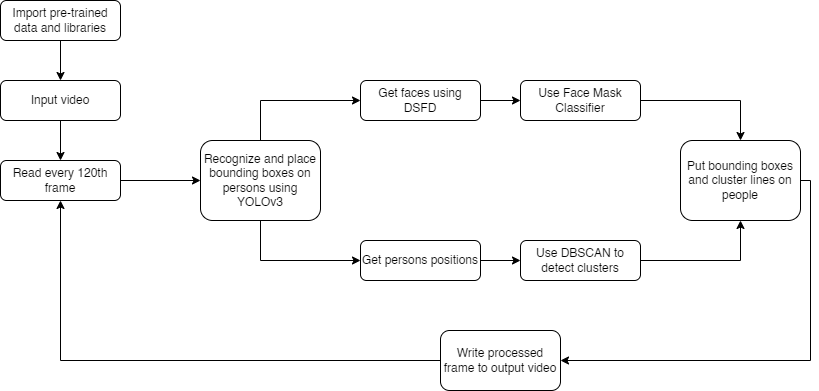 Import pre-trained
data and libraries
Input video
Read every 120th
frame
Recognize and place
bounding boxes on
persons using
YOLOv3
Get faces using
DSFD
Use Face Mask
Classifier
Get persons positions
Use DBSCAN to
detect clusters
Put bounding boxes
and cluster lines on
people
Write processed
frame to output video